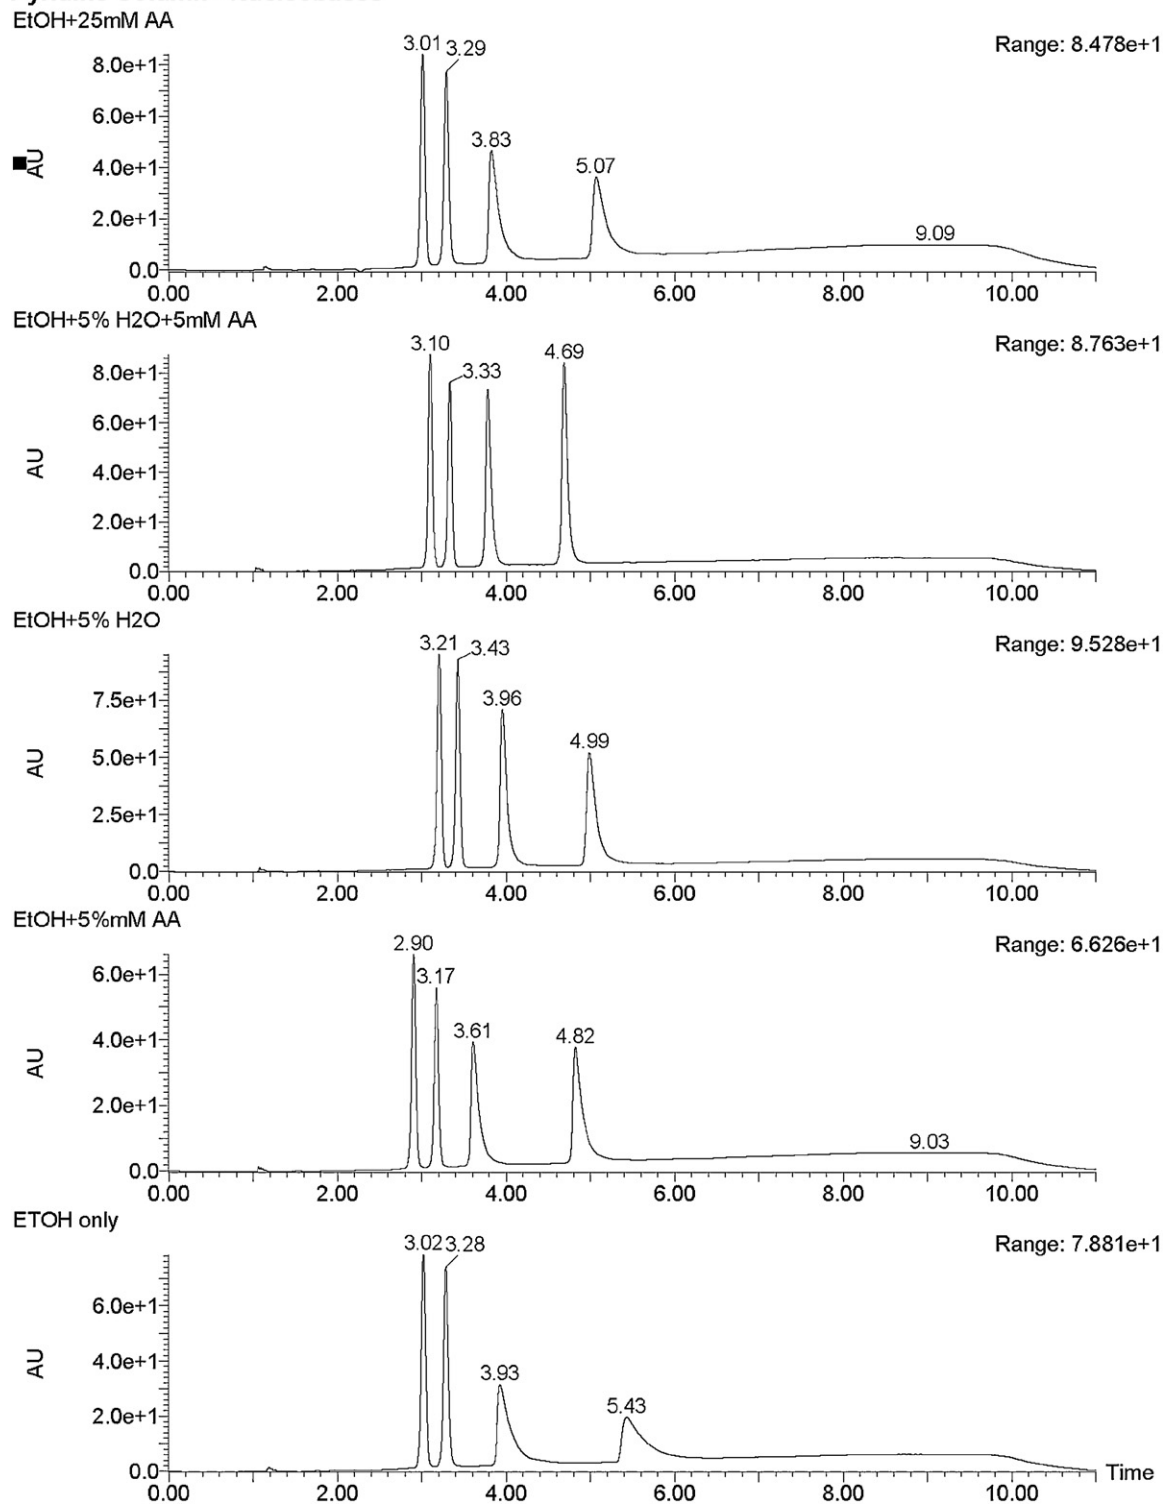 EtOH+25mM AA
Range: 8.478e+1
3.01 3.29
3.83
5.07
9.09
8.0e+1
6.0e+1
4.0e+1
2.0e+1
0.0
AU
0.00 2.00 4.00 6.00 8.00 10.00
EtOH+5% H2O+5mM AA
Range: 8.763e+1
3.10
3.33
4.69
8.0e+1
6.0e+1
4.0e+1
2.0e+1
0.0
AU
0.00 2.00 4.00 6.00 8.00 10.00
EtOH+5% H2O
Range: 9.528e+1
3.21 3.43
3.96
4.99
7.5e+1
5.0e+1
2.5e+1
0.0
AU
0.00 2.00 4.00 6.00 8.00 10.00
EtOH+5%mM AA
Range: 6.626e+1
2.90
3.17
3.61
4.82
9.03
6.0e+1
4.0e+1
2.0e+1
0.0
AU
0.00 2.00 4.00 6.00 8.00 10.00
ETOH only
Range: 7.881e+1
3.02 3.28
3.93
5.43
6.0e+1
4.0e+1
2.0e+1
0.0
AU
Time
0.00 2.00 4.00 6.00 8.00 10.00